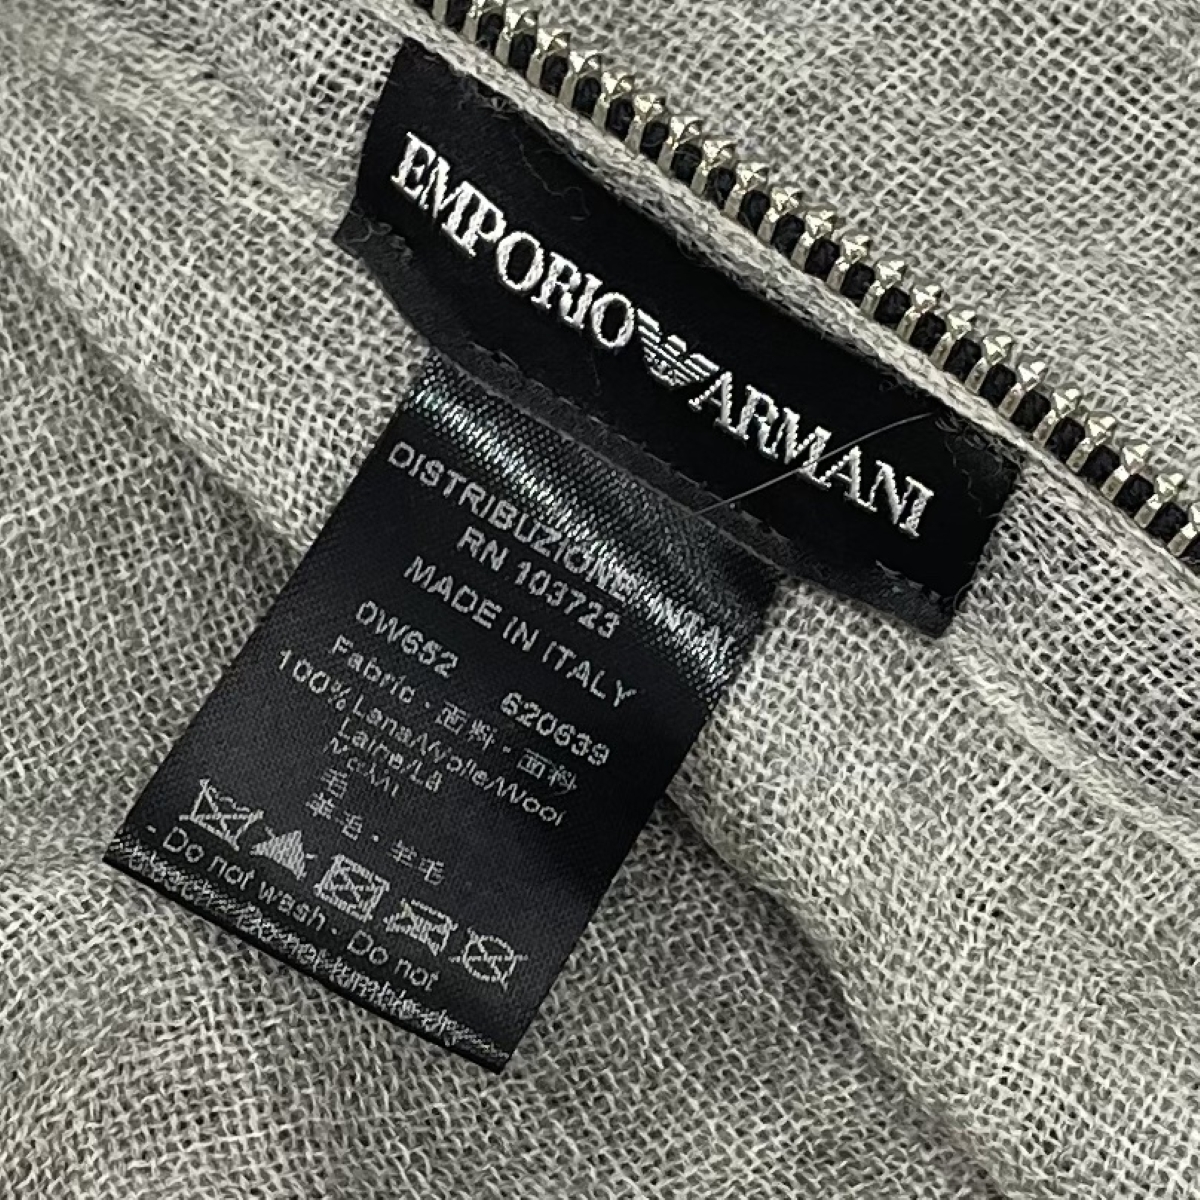 EMPORIO ARMANI
DISTRIBUZIONE
RN 103723
MADE IN ITALY
0W652 620639
Fabric - 面料 - 面料
100% Lana/Wolle/Wool
Laine/Lã
毛
羊毛 - 羊毛
- Do not wash - Do not